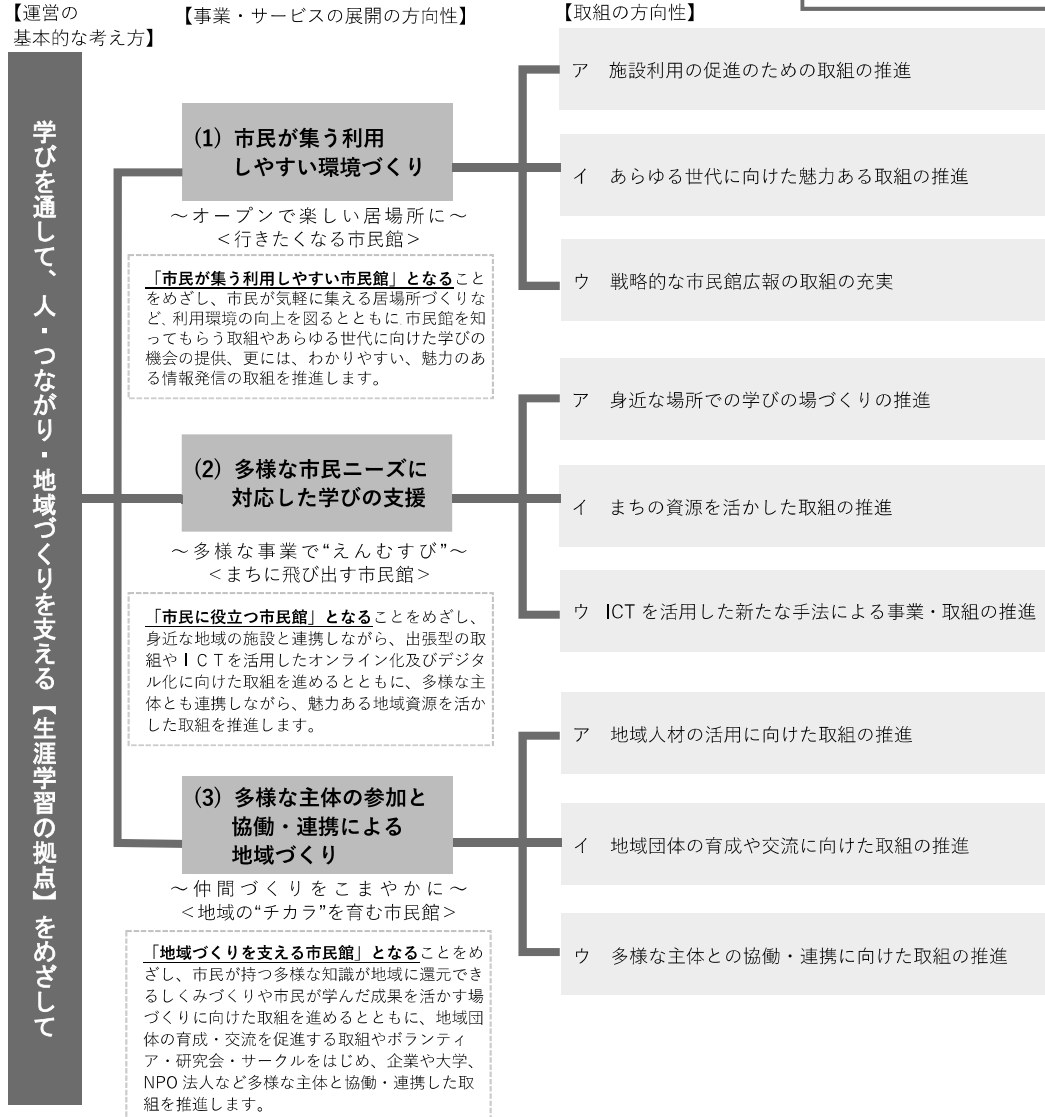 【運営の
基本的な考え方】
【事業・サービスの展開の方向性】
【取組の方向性】
学びを通して、人・つながり・地域づくりを支える【生涯学習の拠点】をめざして
(1) 市民が集う利用
しやすい環境づくり
～オープンで楽しい居場所に～
＜行きたくなる市民館＞
「市民が集う利用しやすい市民館」となること
をめざし、市民が気軽に集える居場所づくりな
ど、利用環境の向上を図るとともに、市民館を知
ってもらう取組やあらゆる世代に向けた学びの
機会の提供、更には、わかりやすい、魅力のあ
る情報発信の取組を推進します。
ア 施設利用の促進のための取組の推進
イ あらゆる世代に向けた魅力ある取組の推進
ウ 戦略的な市民館広報の取組の充実
(2) 多様な市民ニーズに
対応した学びの支援
～多様な事業で“えんむすび”～
＜まちに飛び出す市民館＞
「市民に役立つ市民館」となることをめざし、
身近な地域の施設と連携しながら、出張型の取
組やＩＣＴを活用したオンライン化及びデジタ
ル化に向けた取組を進めるとともに、多様な主
体とも連携しながら、魅力ある地域資源を活か
した取組を推進します。
ア 身近な場所での学びの場づくりの推進
イ まちの資源を活かした取組の推進
ウ ICT を活用した新たな手法による事業・取組の推進
(3) 多様な主体の参加と
協働・連携による
地域づくり
～仲間づくりをこまやかに～
＜地域の“チカラ”を育む市民館＞
「地域づくりを支える市民館」となることをめ
ざし、市民が持つ多様な知識が地域に還元でき
るしくみづくりや市民が学んだ成果を活かす場
づくりに向けた取組を進めるとともに、地域団
体の育成・交流を促進する取組やボランティ
ア・研究会・サークルをはじめ、企業や大学、
NPO 法人など多様な主体と協働・連携した取
組を推進します。
ア 地域人材の活用に向けた取組の推進
イ 地域団体の育成や交流に向けた取組の推進
ウ 多様な主体との協働・連携に向けた取組の推進